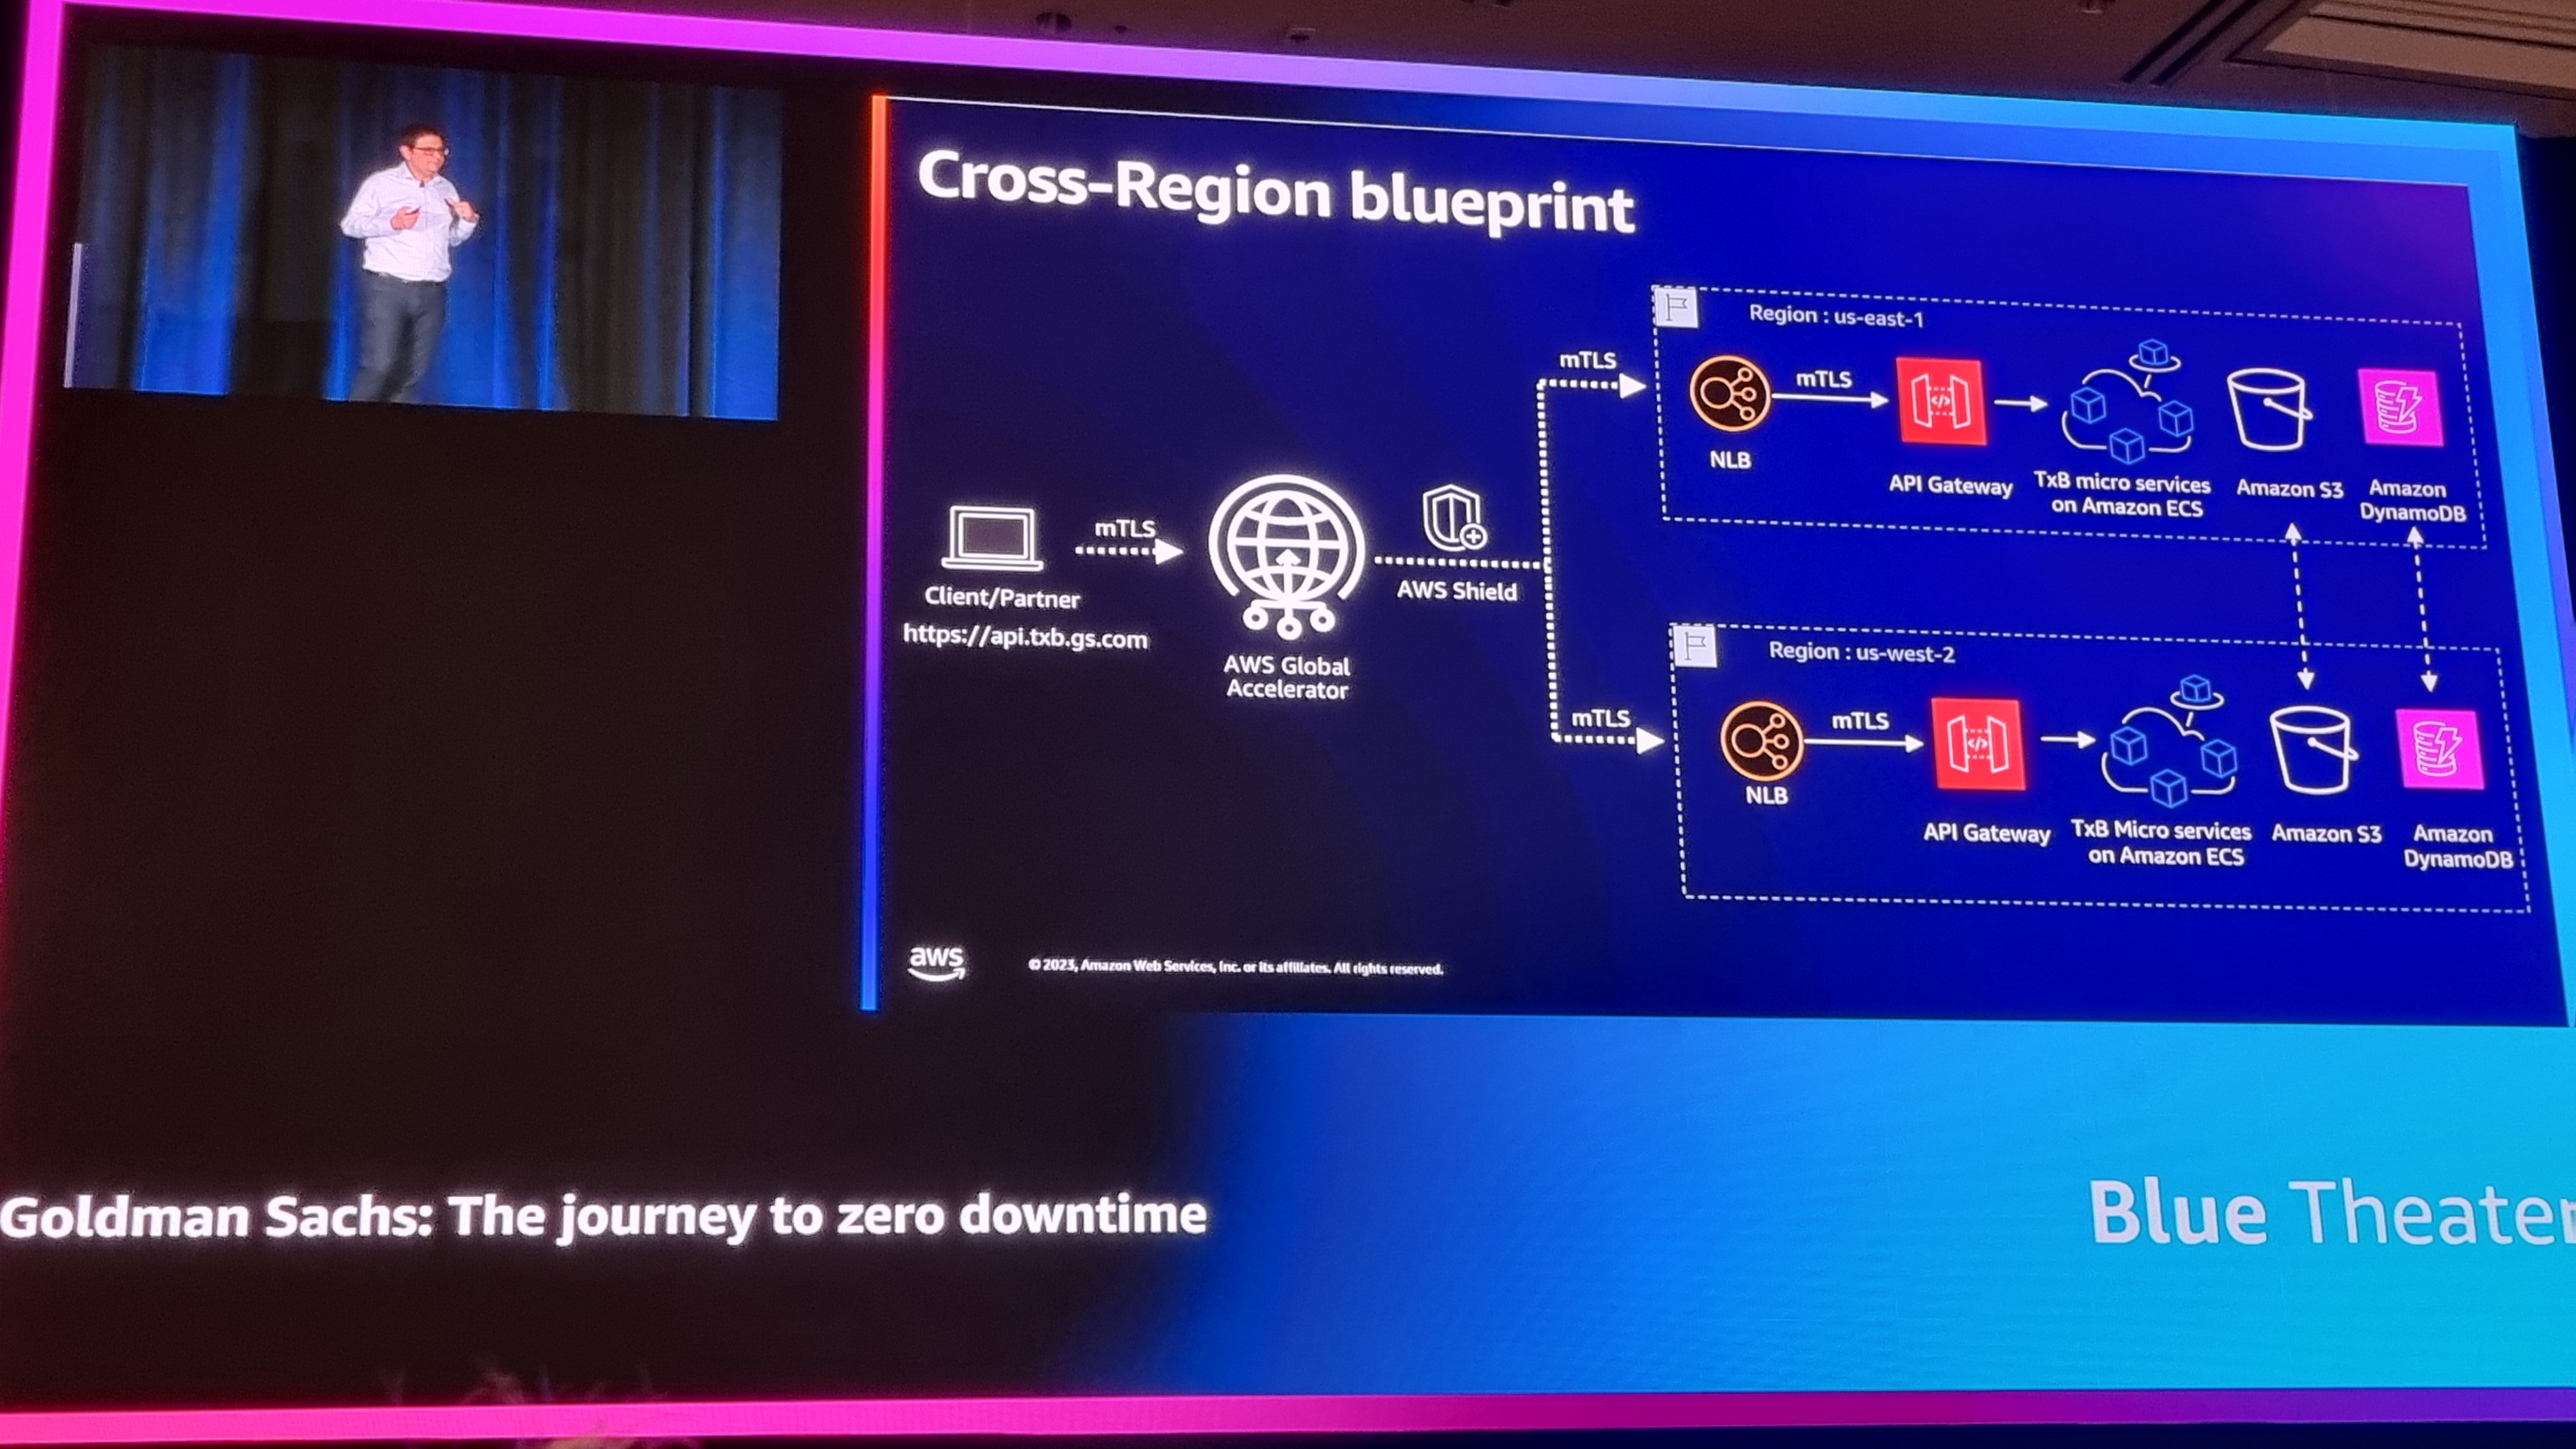 Cross-Region blueprint
Region : us-east-1
mTLS
mTLS
NLB
API Gateway
TxB micro services
on Amazon ECS
Amazon S3
Amazon
DynamoDB
mTLS
Client/Partner
https://api.txb.gs.com
AWS Global
Accelerator
AWS Shield
Region : us-west-2
mTLS
mTLS
NLB
API Gateway
TxB Micro services
on Amazon ECS
Amazon S3
Amazon
DynamoDB
aws
© 2023, Amazon Web Services, Inc. or its affiliates. All rights reserved.
Goldman Sachs: The journey to zero downtime
Blue Theater